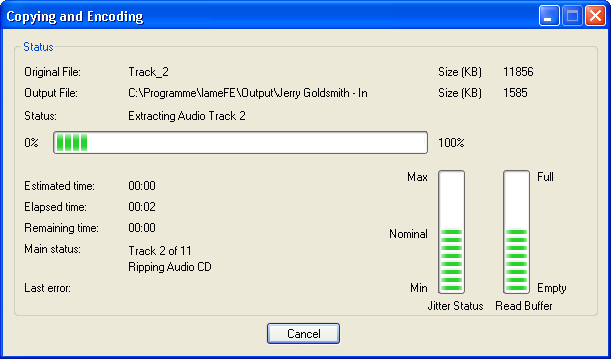 Copying and Encoding
Status
Original File: Track_2 Size (KB) 11856
Output File: C:\Programme\lameFE\Output\Jerry Goldsmith - In Size (KB) 1585
Status: Extracting Audio Track 2
0% 100%
Estimated time: 00:00
Elapsed time: 00:02
Remaining time: 00:00
Main status: Track 2 of 11
Ripping Audio CD
Last error:
Max Full
Nominal
Min Empty
Jitter Status Read Buffer
Cancel